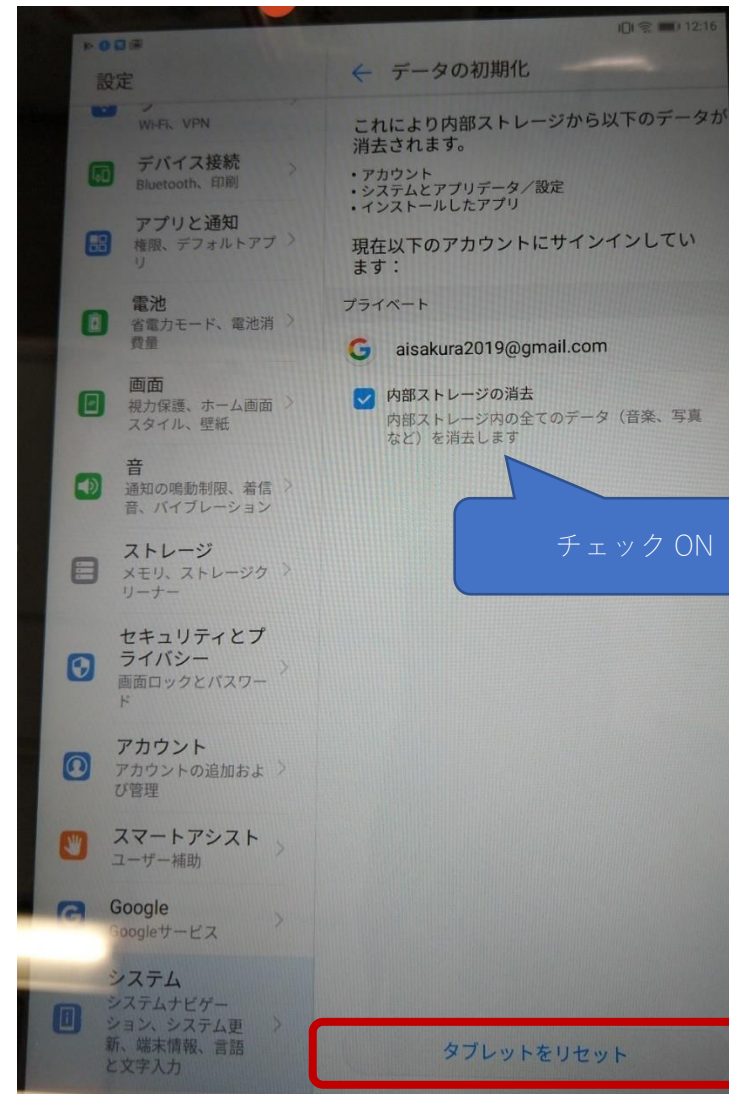 12:16
設定
Wi-Fi、VPN
デバイス接続
Bluetooth、印刷
アプリと通知
権限、デフォルトアプ
リ
電池
省電力モード、電池消
費量
画面
視力保護、ホーム画面
スタイル、壁紙
音
通知の鳴動制限、着信
音、バイブレーション
ストレージ
メモリ、ストレージク
リーナー
セキュリティとプ
ライバシー
画面ロックとパスワー
ド
アカウント
アカウントの追加およ
び管理
スマートアシスト
ユーザー補助
Google
Googleサービス
システム
システムナビゲー
ション、システム更
新、端末情報、言語
と文字入力
← データの初期化
これにより内部ストレージから以下のデータが
消去されます。
・アカウント
・システムとアプリデータ／設定
・インストールしたアプリ
現在以下のアカウントにサインインしてい
ます：
プライベート
aisakura2019@gmail.com
内部ストレージの消去
内部ストレージ内の全てのデータ（音楽、写真
など）を消去します
チェック ON
タブレットをリセット